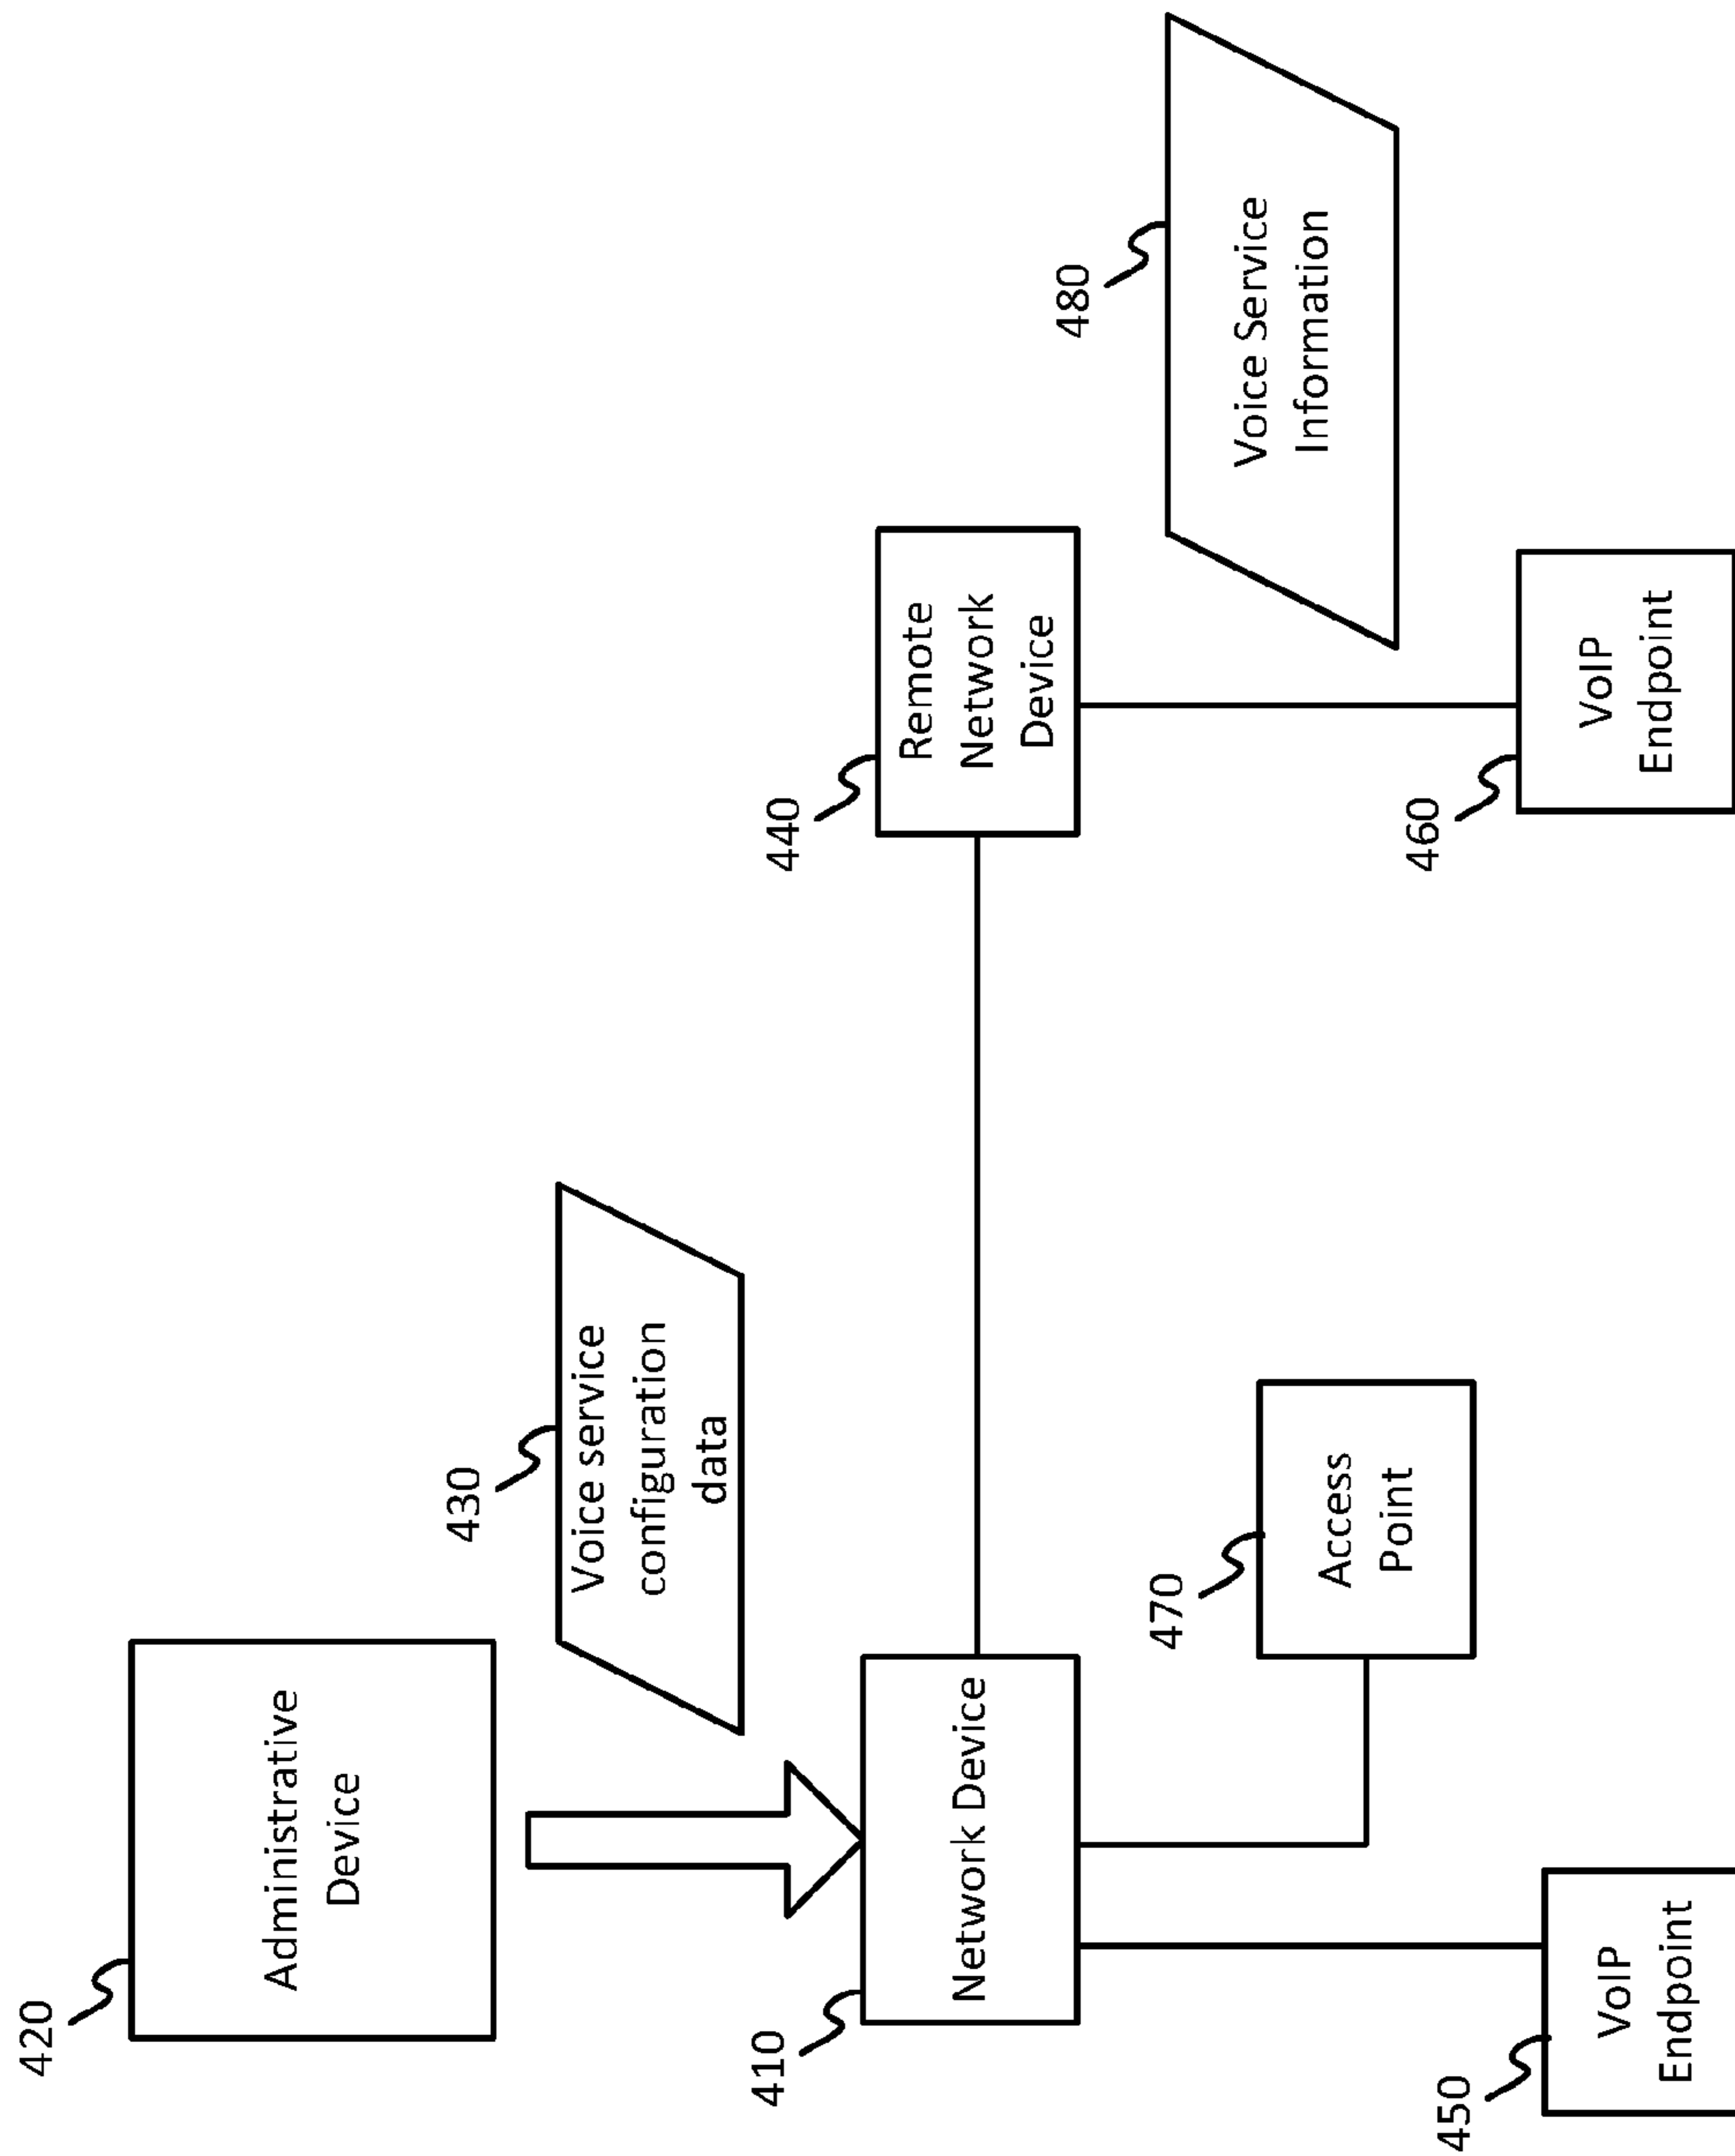 420
Administrative
Device
430
Voice service
configuration
data
410
Network Device
440
Remote
Network
Device
480
Voice Service
Information
470
Access
Point
450
VoIP
Endpoint
460
VoIP
Endpoint